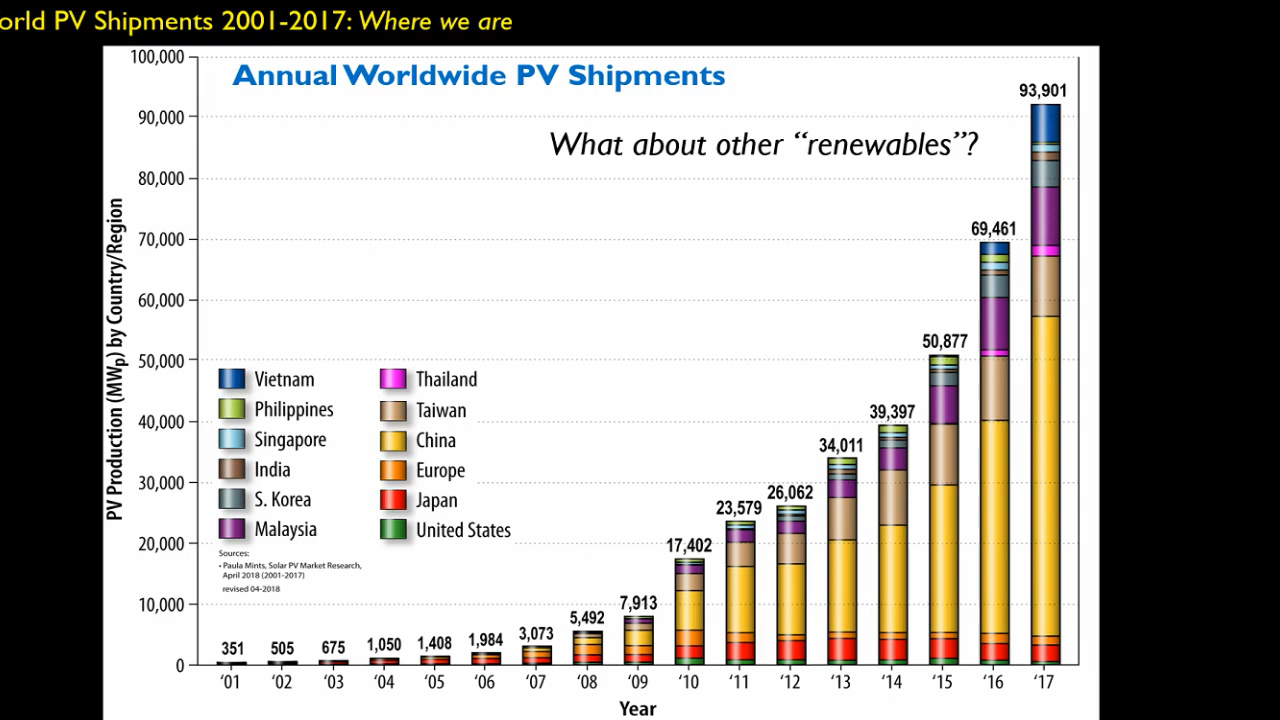 orld PV Shipments 2001-2017: Where we are
Annual Worldwide PV Shipments
What about other “renewables”?
PV Production (MWp) by Country/Region
100,000
90,000
80,000
70,000
60,000
50,000
40,000
30,000
20,000
10,000
0
351
505
675
1,050
1,408
1,984
3,073
5,492
7,913
17,402
23,579
26,062
34,011
39,397
50,877
69,461
93,901
Vietnam
Philippines
Singapore
India
S. Korea
Malaysia
Thailand
Taiwan
China
Europe
Japan
United States
Sources:
• Paula Mints, Solar PV Market Research,
April 2018 (2001-2017)
revised 04-2018
‘01 ‘02 ‘03 ‘04 ‘05 ‘06 ‘07 ‘08 ‘09 ‘10 ‘11 ‘12 ‘13 ‘14 ‘15 ‘16 ‘17
Year